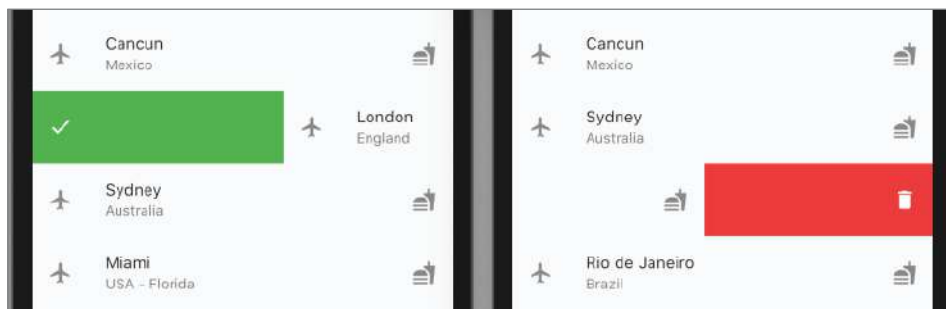 Cancun
Mexico
London
England
Sydney
Australia
Miami
USA - Florida
Cancun
Mexico
Sydney
Australia
Rio de Janeiro
Brazil